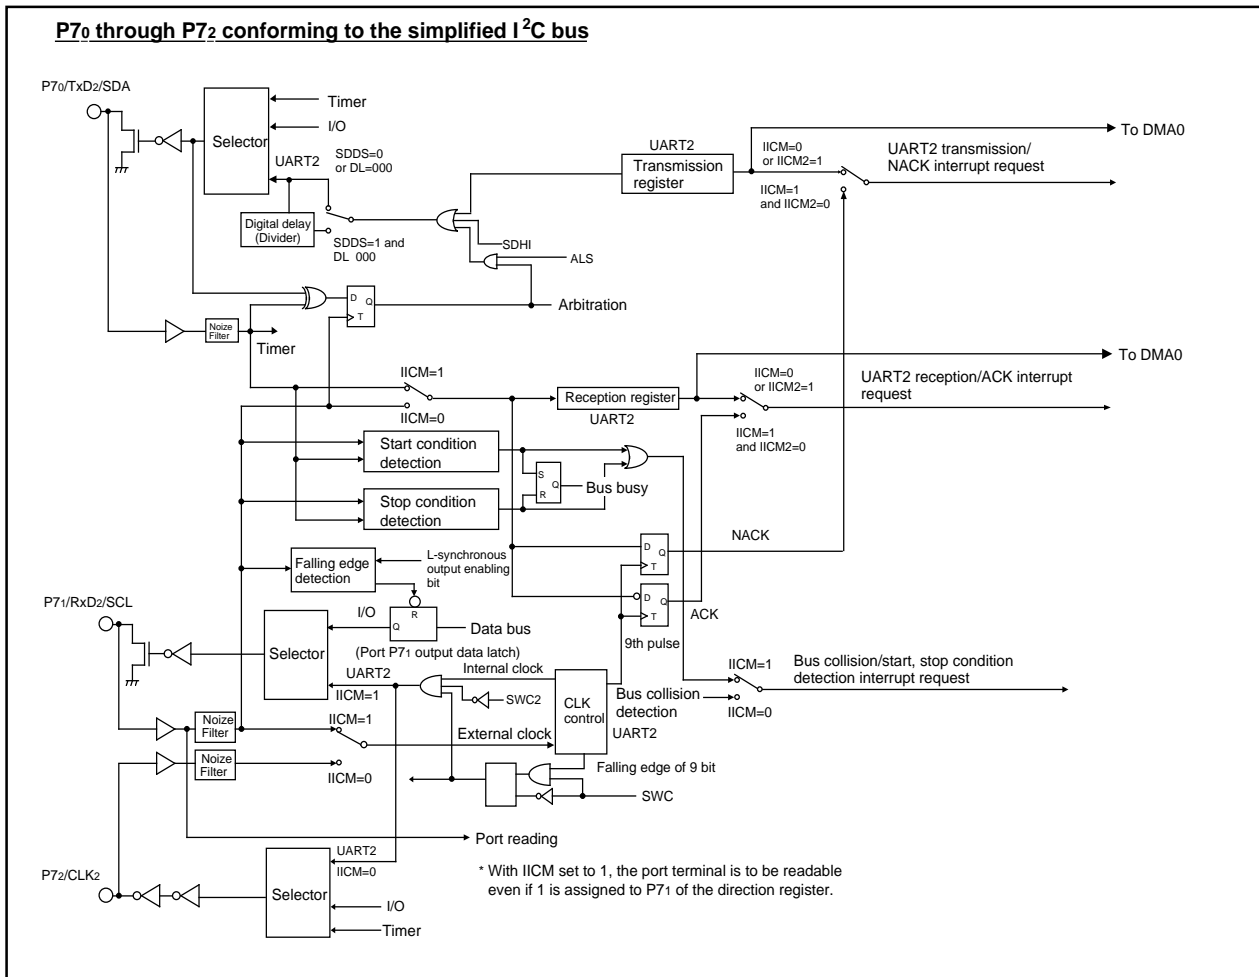 P70 through P72 conforming to the simplified I2C bus
P70/TxD2/SDA
Selector
Timer
I/O
UART2
SDDS=0
or DL=000
Digital delay
(Divider)
SDDS=1 and
DL 000
UART2
Transmission
register
SDHI
ALS
To DMA0
IICM=0
or IICM2=1
IICM=1
and IICM2=0
UART2 transmission/
NACK interrupt request
D
Q
T
Arbitration
Noize
Filter
Timer
IICM=1
IICM=0
Reception register
UART2
To DMA0
IICM=0
or IICM2=1
IICM=1
and IICM2=0
UART2 reception/ACK interrupt
request
Start condition
detection
Stop condition
detection
S
R
Q
Bus busy
NACK
D
Q
T
D
Q
T
ACK
9th pulse
Falling edge
detection
L-synchronous
output enabling
bit
P71/RxD2/SCL
Selector
I/O
R
Q
Data bus
(Port P71 output data latch)
UART2
IICM=1
Internal clock
SWC2
CLK
control
UART2
Bus collision
detection
IICM=1
IICM=0
Bus collision/start, stop condition
detection interrupt request
Noize
Filter
IICM=1
External clock
Noize
Filter
IICM=0
Falling edge of 9 bit
SWC
Port reading
P72/CLK2
Selector
UART2
IICM=0
I/O
Timer
* With IICM set to 1, the port terminal is to be readable
even if 1 is assigned to P71 of the direction register.